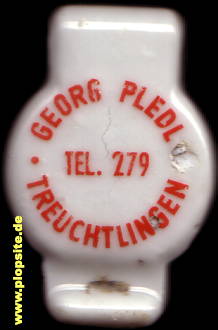 GEORG PLEDL
TEL. 279
• TREUCHTLINGEN •
www.plopsite.de